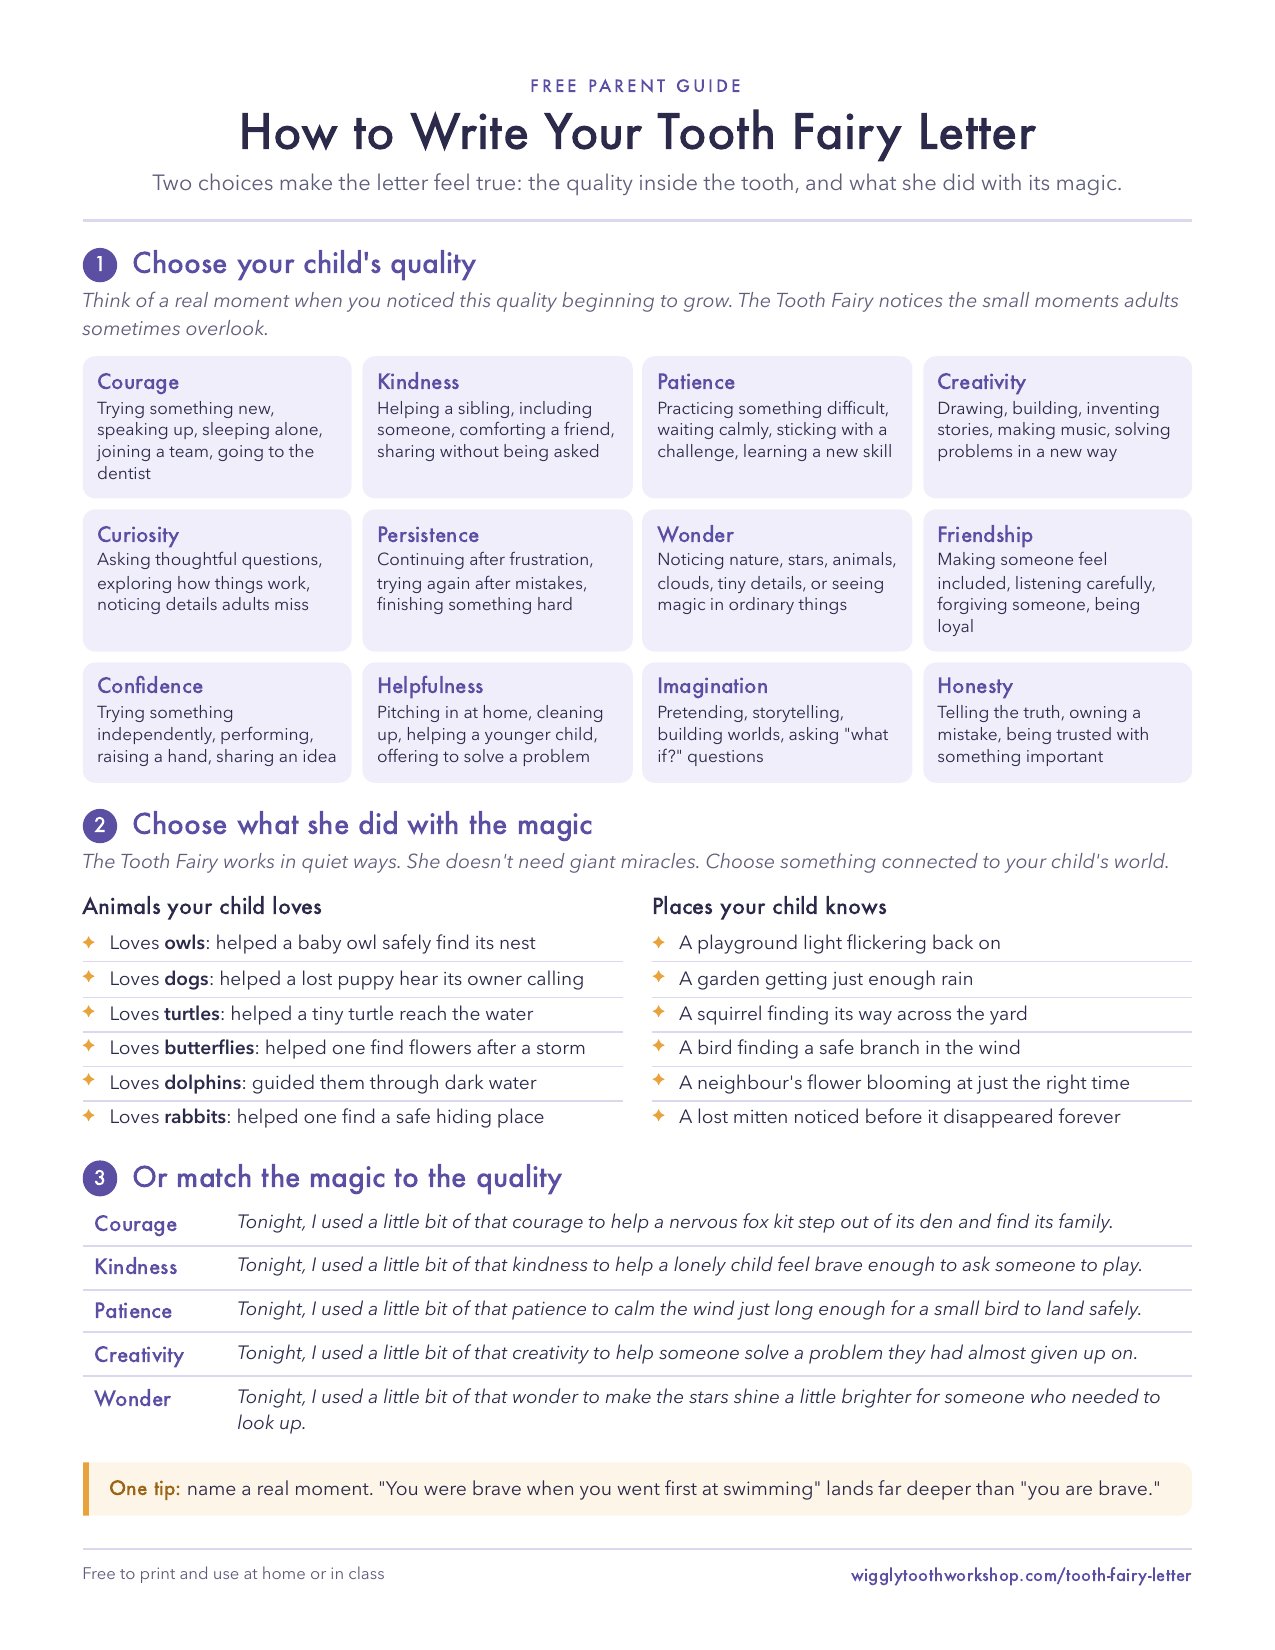 FREE PARENT GUIDE
How to Write Your Tooth Fairy Letter
Two choices make the letter feel true: the quality inside the tooth, and what she did with its magic.
1 Choose your child's quality
Think of a real moment when you noticed this quality beginning to grow. The Tooth Fairy notices the small moments adults
sometimes overlook.
Courage
Trying something new,
speaking up, sleeping alone,
joining a team, going to the
dentist
Kindness
Helping a sibling, including
someone, comforting a friend,
sharing without being asked
Patience
Practicing something difficult,
waiting calmly, sticking with a
challenge, learning a new skill
Creativity
Drawing, building, inventing
stories, making music, solving
problems in a new way
Curiosity
Asking thoughtful questions,
exploring how things work,
noticing details adults miss
Persistence
Continuing after frustration,
trying again after mistakes,
finishing something hard
Wonder
Noticing nature, stars, animals,
clouds, tiny details, or seeing
magic in ordinary things
Friendship
Making someone feel
included, listening carefully,
forgiving someone, being
loyal
Confidence
Trying something
independently, performing,
raising a hand, sharing an idea
Helpfulness
Pitching in at home, cleaning
up, helping a younger child,
offering to solve a problem
Imagination
Pretending, storytelling,
building worlds, asking "what
if?" questions
Honesty
Telling the truth, owning a
mistake, being trusted with
something important
2 Choose what she did with the magic
The Tooth Fairy works in quiet ways. She doesn't need giant miracles. Choose something connected to your child's world.
Animals your child loves
Loves owls: helped a baby owl safely find its nest
Loves dogs: helped a lost puppy hear its owner calling
Loves turtles: helped a tiny turtle reach the water
Loves butterflies: helped one find flowers after a storm
Loves dolphins: guided them through dark water
Loves rabbits: helped one find a safe hiding place
Places your child knows
A playground light flickering back on
A garden getting just enough rain
A squirrel finding its way across the yard
A bird finding a safe branch in the wind
A neighbour's flower blooming at just the right time
A lost mitten noticed before it disappeared forever
3 Or match the magic to the quality
Courage Tonight, I used a little bit of that courage to help a nervous fox kit step out of its den and find its family.
Kindness Tonight, I used a little bit of that kindness to help a lonely child feel brave enough to ask someone to play.
Patience Tonight, I used a little bit of that patience to calm the wind just long enough for a small bird to land safely.
Creativity Tonight, I used a little bit of that creativity to help someone solve a problem they had almost given up on.
Wonder Tonight, I used a little bit of that wonder to make the stars shine a little brighter for someone who needed to
look up.
One tip: name a real moment. "You were brave when you went first at swimming" lands far deeper than "you are brave."
Free to print and use at home or in class
wigglytoothworkshop.com/tooth-fairy-letter